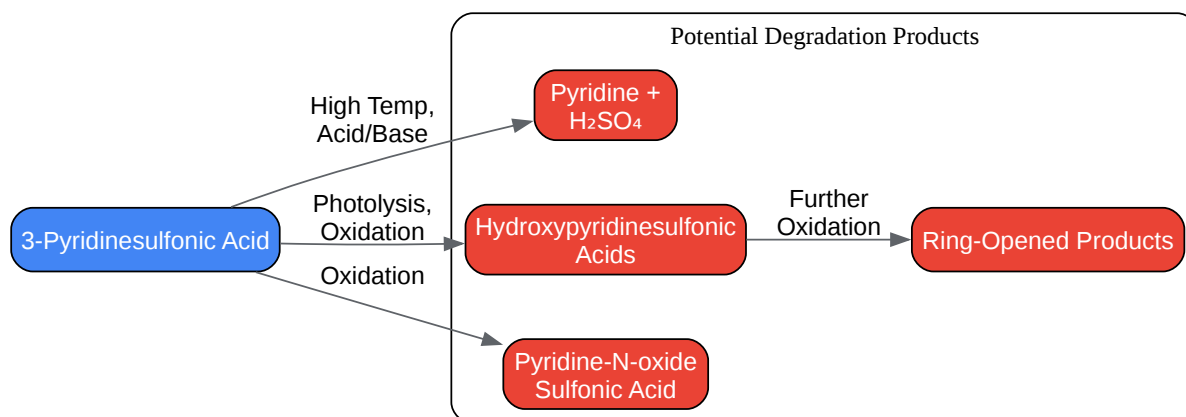 Potential Degradation Products
High Temp,
Acid/Base
Pyridine +
H₂SO₄
3-Pyridinesulfonic Acid
Photolysis,
Oxidation
Hydroxypyridinesulfonic
Acids
Further
Oxidation
Ring-Opened Products
Oxidation
Pyridine-N-oxide
Sulfonic Acid